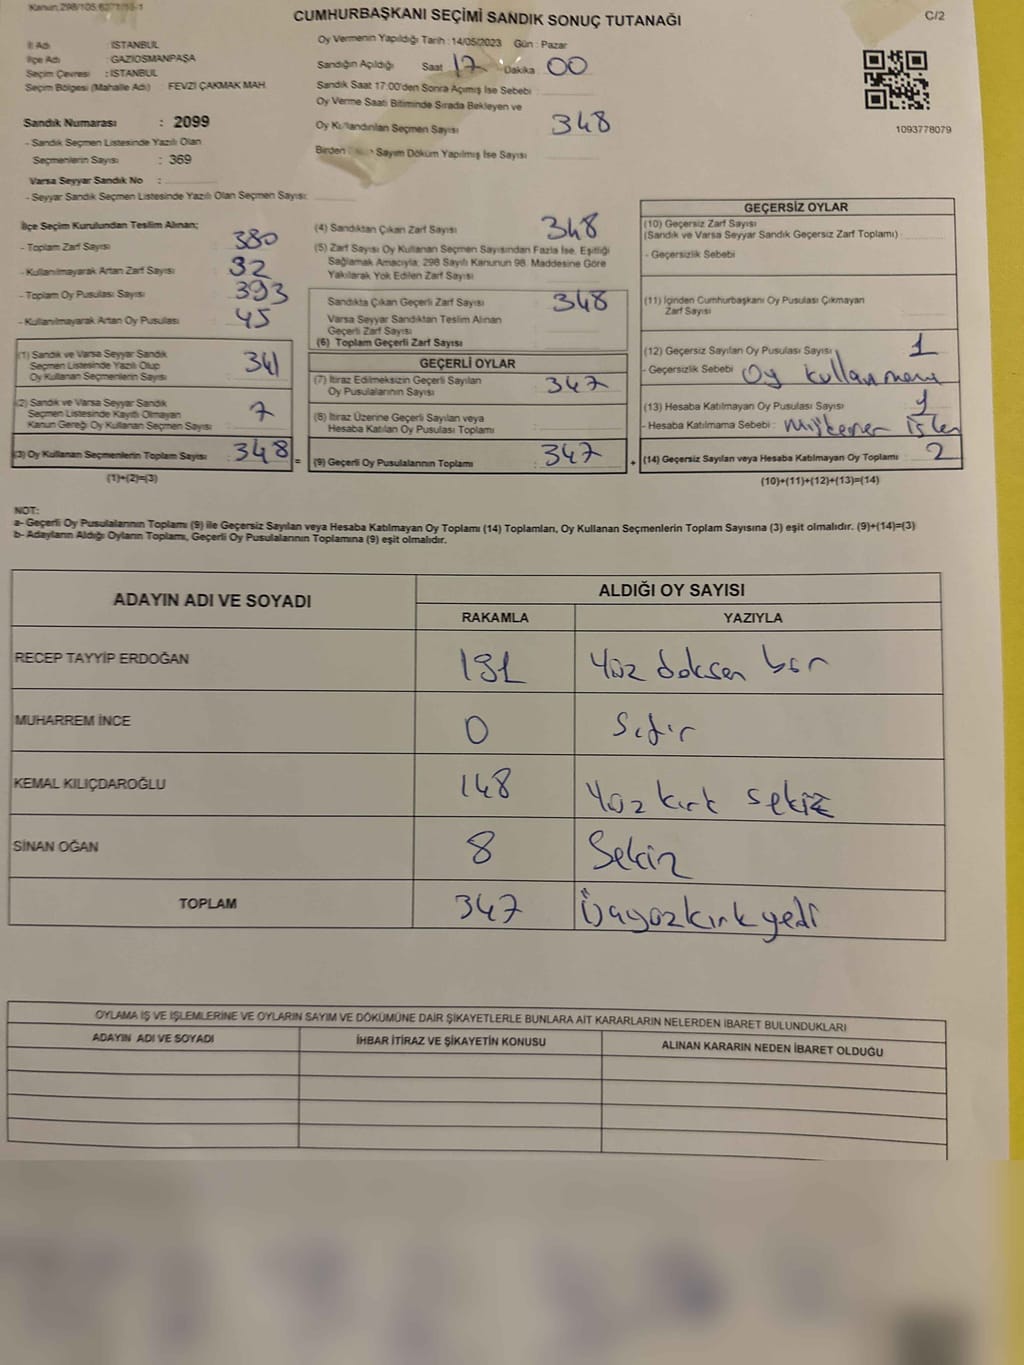 Kanun:298/105,
CUMHURBAŞKANI SEÇİMİ SANDIK SONUÇ TUTANAĞI
C/2
İl Adı : İSTANBUL
İlçe Adı : GAZİOSMANPAŞA
Seçim Çevresi : İSTANBUL
Seçim Bölgesi (Mahalle Adı) : FEVZİ ÇAKMAK MAH.
Sandık Numarası : 2099
- Sandık Seçmen Listesinde Yazılı Olan
Seçmenlerin Sayısı : 369
Varsa Seyyar Sandık No :
- Seyyar Sandık Seçmen Listesinde Yazılı Olan Seçmen Sayısı:
Oy Vermenin Yapıldığı Tarih : 14/05/2023 Gün : Pazar
Sandığın Açıldığı Saat 17 Dakika 00
Sandık Saat 17:00'den Sonra Açımış İse Sebebi :
Oy Verme Saati Bitiminde Sırada Bekleyen ve
Oy Kullandırılan Seçmen Sayısı 348
Birden Sayım Döküm Yapılmış İse Sayısı
1093778079
İlçe Seçim Kurulundan Teslim Alınan;
- Toplam Zarf Sayısı 380
- Kullanılmayarak Artan Zarf Sayısı 32
- Toplam Oy Pusulası Sayısı 393
- Kullanılmayarak Artan Oy Pusulası 45
(1) Sandık ve Varsa Seyyar Sandık
Seçmen Listesinde Yazılı Olup
Oy Kullanan Seçmenlerin Sayısı 341
(2) Sandık ve Varsa Seyyar Sandık
Seçmen Listesinde Kayıtlı Olmayan
Kanun Gereği Oy Kullanan Seçmen Sayısı : 7
(3) Oy Kullanan Seçmenlerin Toplam Sayısı : 348 =
(1)+(2)=(3)
(4) Sandıktan Çıkan Zarf Sayısı 348
(5) Zarf Sayısı Oy Kullanan Seçmen Sayısından Fazla İse, Eşitliği
Sağlamak Amacıyla, 298 Sayılı Kanunun 98. Maddesine Göre
Yakılarak Yok Edilen Zarf Sayısı
Sandıkta Çıkan Geçerli Zarf Sayısı 348
Varsa Seyyar Sandıktan Teslim Alınan
Geçerli Zarf Sayısı
(6) Toplam Geçerli Zarf Sayısı
GEÇERLİ OYLAR
(7) İtiraz Edilmeksizin Geçerli Sayılan
Oy Pusulalarının Sayısı 347
(8) İtiraz Üzerine Geçerli Sayılan veya
Hesaba Katılan Oy Pusulası Toplamı
(9) Geçerli Oy Pusulalarının Toplamı 347 +
GEÇERSİZ OYLAR
(10) Geçersiz Zarf Sayısı
(Sandık ve Varsa Seyyar Sandık Geçersiz Zarf Toplamı)
- Geçersizlik Sebebi
(11) İçinden Cumhurbaşkanı Oy Pusulası Çıkmayan
Zarf Sayısı
(12) Geçersiz Sayılan Oy Pusulası Sayısı 1
- Geçersizlik Sebebi Oy kullanmama
(13) Hesaba Katılmayan Oy Pusulası Sayısı 1
- Hesaba Katılmama Sebebi : işler
(14) Geçersiz Sayılan veya Hesaba Katılmayan Oy Toplamı 2
(10)+(11)+(12)+(13)=(14)
NOT:
a- Geçerli Oy Pusulalarının Toplamı (9) ile Geçersiz Sayılan veya Hesaba Katılmayan Oy Toplamı (14) Toplamları, Oy Kullanan Seçmenlerin Toplam Sayısına (3) eşit olmalıdır. (9)+(14)=(3)
b- Adayların Aldığı Oyların Toplamı, Geçerli Oy Pusulalarının Toplamına (9) eşit olmalıdır.
ADAYIN ADI VE SOYADI
ALDIĞI OY SAYISI
RAKAMLA YAZIYLA
RECEP TAYYİP ERDOĞAN 191 Yüz doksan bir
MUHARREM İNCE 0 Sıfır
KEMAL KILIÇDAROĞLU 148 Yüz kırk sekiz
SİNAN OĞAN 8 Sekiz
TOPLAM 347 Üçyüzkırkyedi
OYLAMA İŞ VE İŞLEMLERİNE VE OYLARIN SAYIM VE DÖKÜMÜNE DAİR ŞİKAYETLERLE BUNLARA AİT KARARLARIN NELERDEN İBARET BULUNDUKLARI
ADAYIN ADI VE SOYADI İHBAR İTİRAZ VE ŞİKAYETİN KONUSU ALINAN KARARIN NEDEN İBARET OLDUĞU